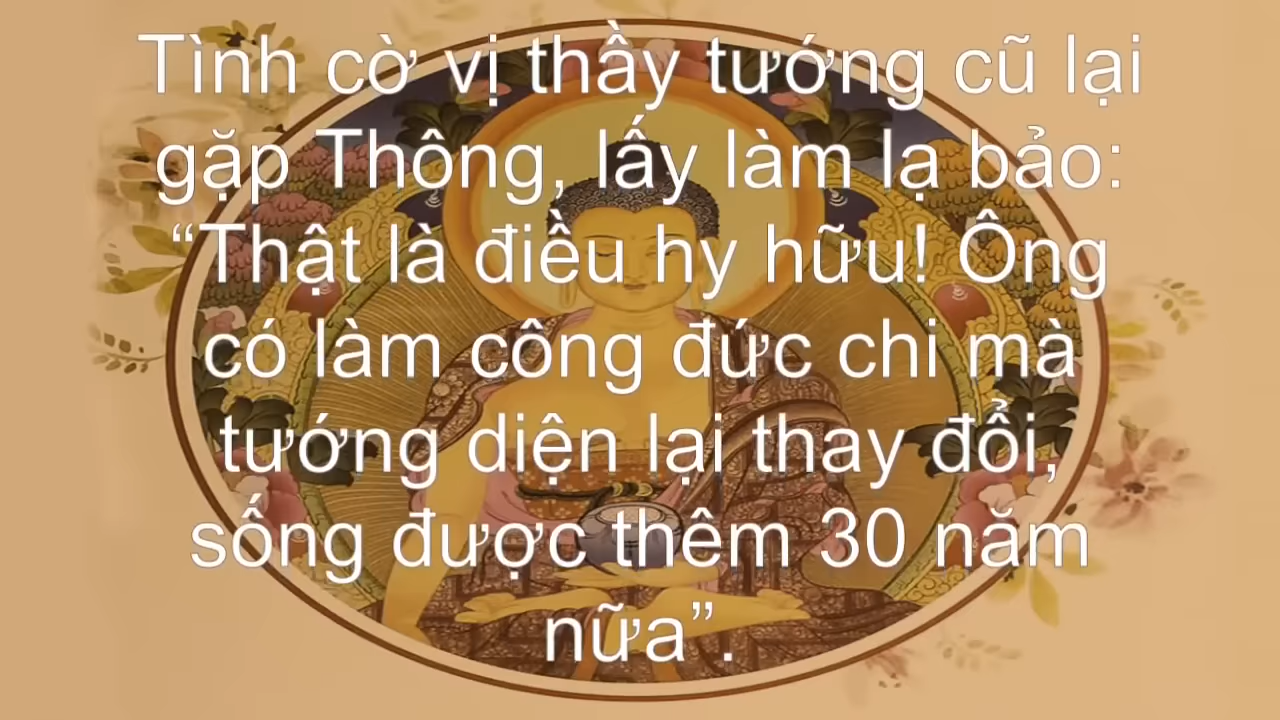 Tình cờ vị thầy tướng cũ lại
gặp Thông, lấy làm lạ bảo:
“Thật là điều hy hữu! Ông
có làm công đức chi mà
tướng diện lại thay đổi,
sống được thêm 30 năm
nữa”.